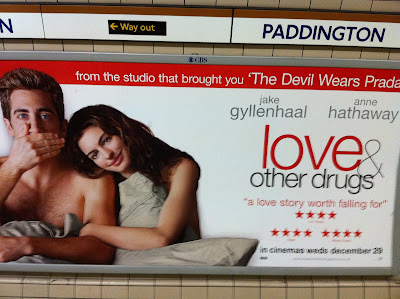 N
← Way out
PADDINGTON
CBS
from the studio that brought you 'The Devil Wears Prada
jake
gyllenhaal
anne
hathaway
love &
other drugs
"a love story worth falling for"
★★★★
★★★★ ★★★★
in cinemas weds december 29